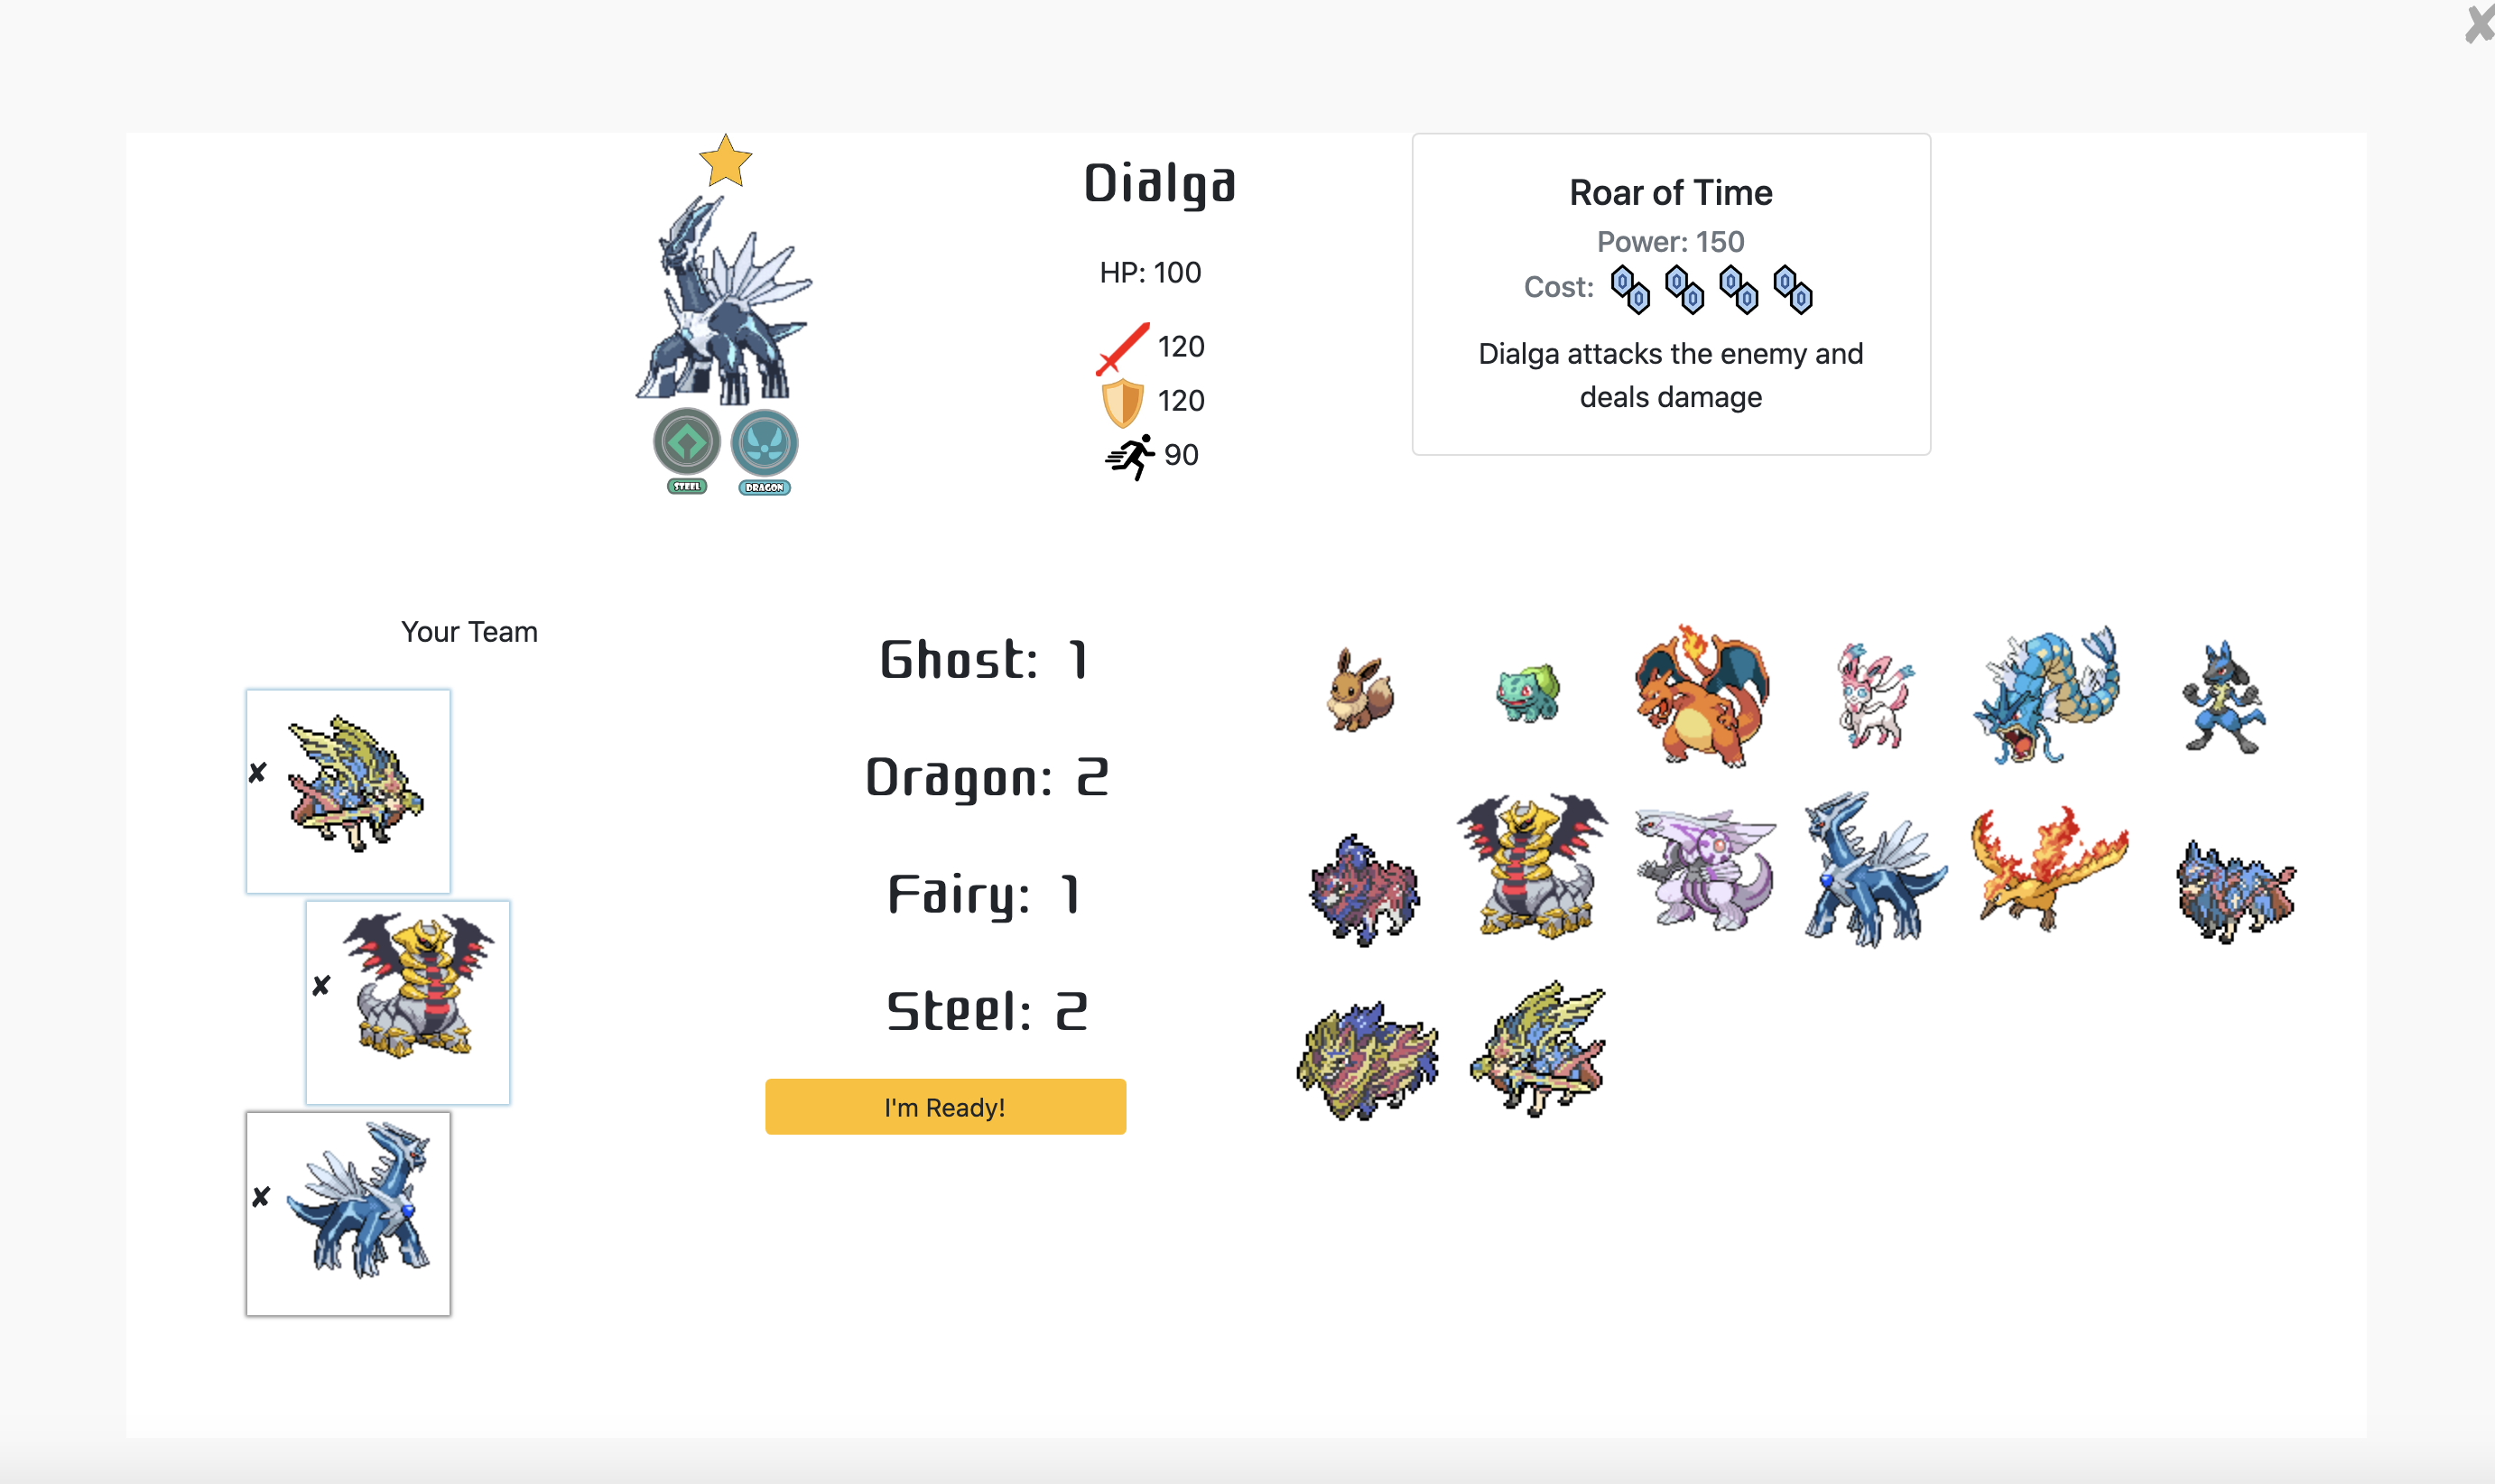 Dialga
HP: 100
120
120
90
STEEL
DRAGON
Roar of Time
Power: 150
Cost:
Dialga attacks the enemy and
deals damage
Your Team
Ghost: 1
Dragon: 2
Fairy: 1
Steel: 2
I'm Ready!